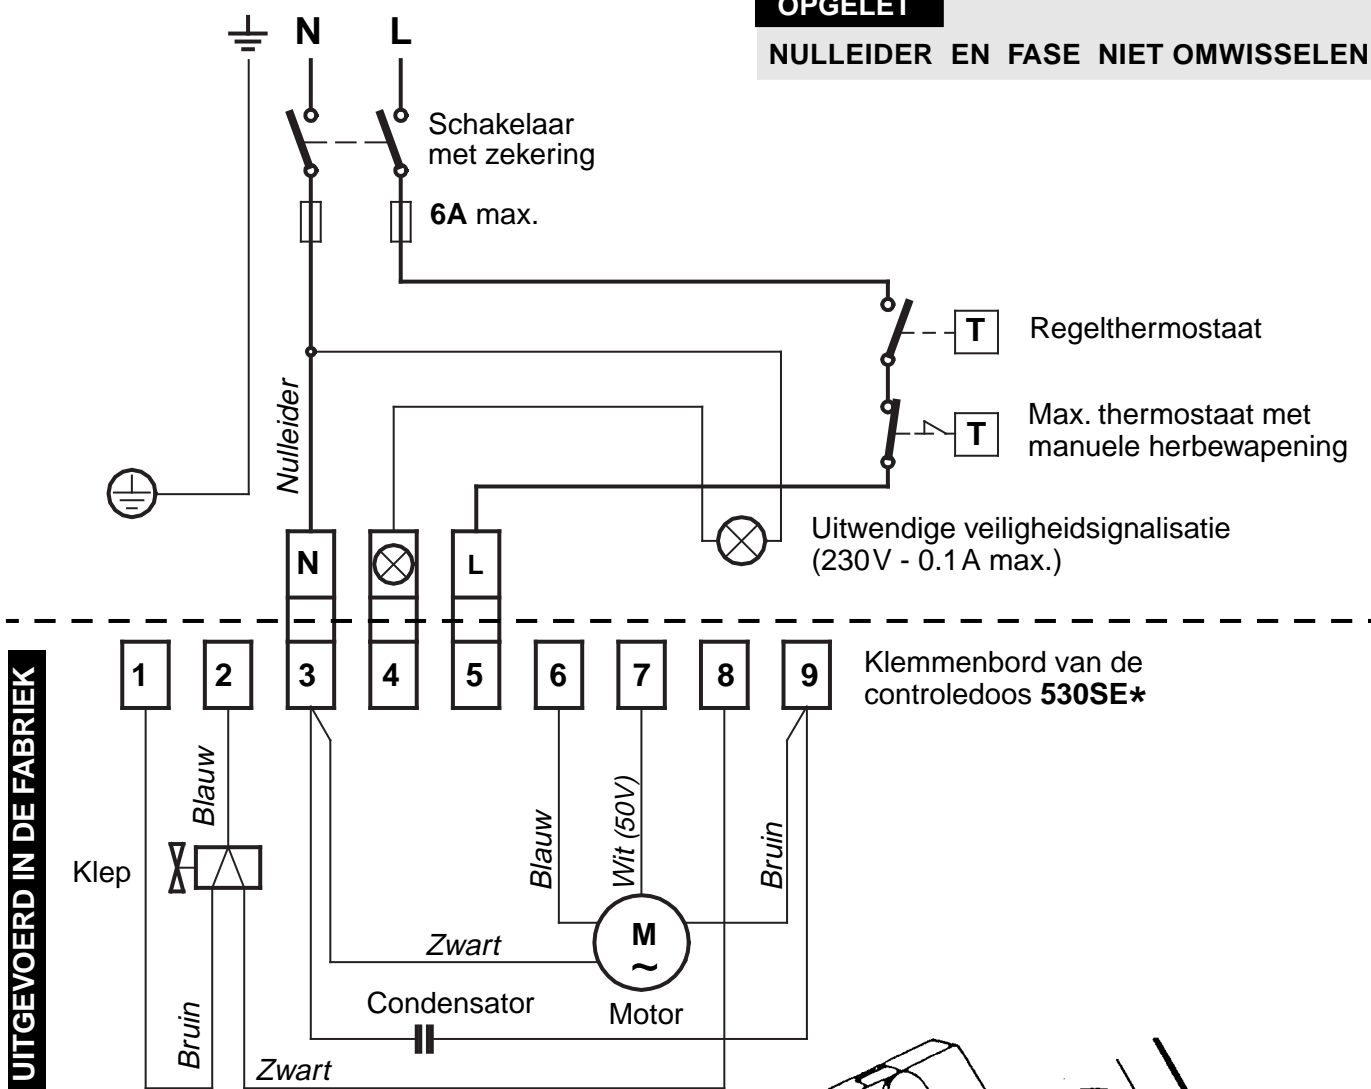 OPGELET
NULLEIDER EN FASE NIET OMWISSELEN
N L
Schakelaar
met zekering
6A max.
T Regelthermostaat
Nulleider
T Max. thermostaat met
manuele herbewapening
Uitwendige veiligheidsignalisatie
(230V - 0.1A max.)
N L
1 2 3 4 5 6 7 8 9
Klemmenbord van de
controledoos 530SE*
UITGEVOERD IN DE FABRIEK
Blauw
Klep
Blauw
Wit (50V)
Bruin
M
~
Motor
Zwart
Condensator
Bruin
Zwart